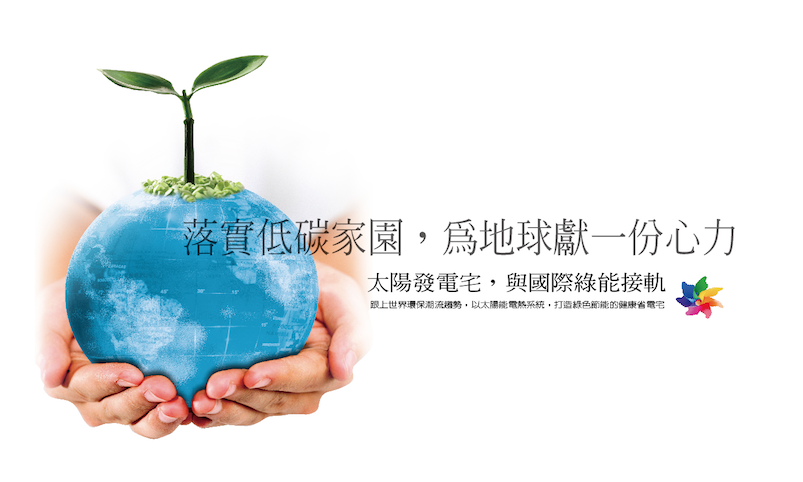 落實低碳家園，為地球獻一份心力
太陽發電宅，與國際綠能接軌
跟上世界環保潮流趨勢，以太陽能電熱系統，打造綠色節能的健康省電宅